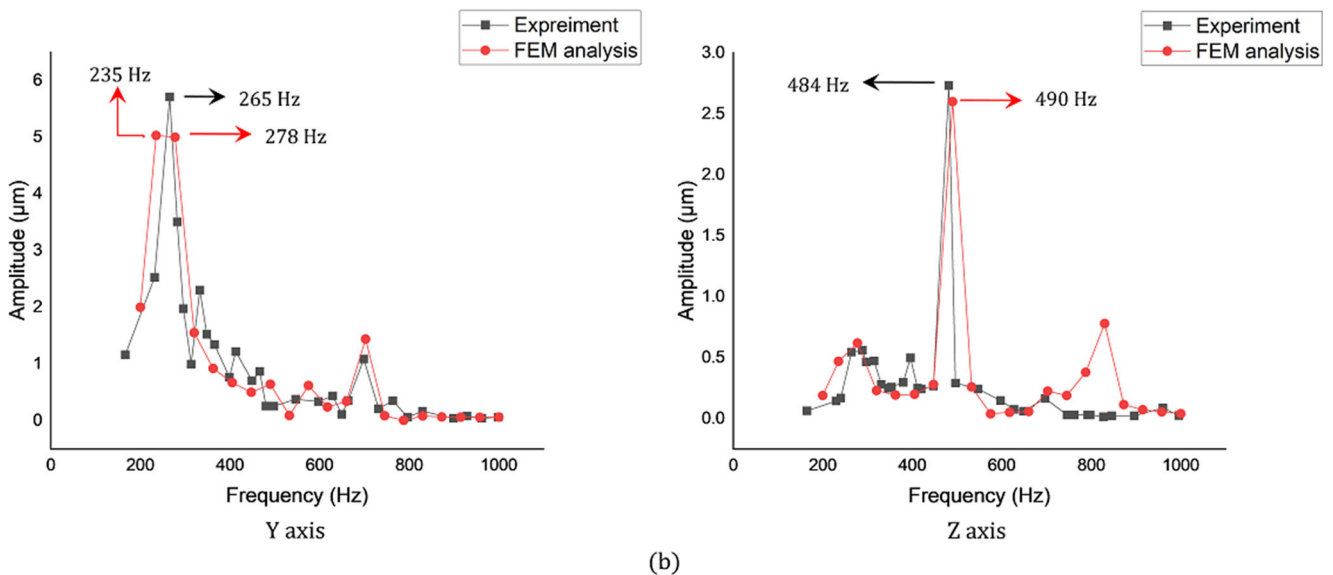 Expreiment
FEM analysis
6
5
4
3
2
1
0
Amplitude (μm)
235 Hz
265 Hz
278 Hz
0 200 400 600 800 1000
Frequency (Hz)
Y axis
Experiment
FEM analysis
3.0
2.5
2.0
1.5
1.0
0.5
0.0
Amplitude (μm)
484 Hz
490 Hz
0 200 400 600 800 1000
Frequency (Hz)
Z axis
(b)